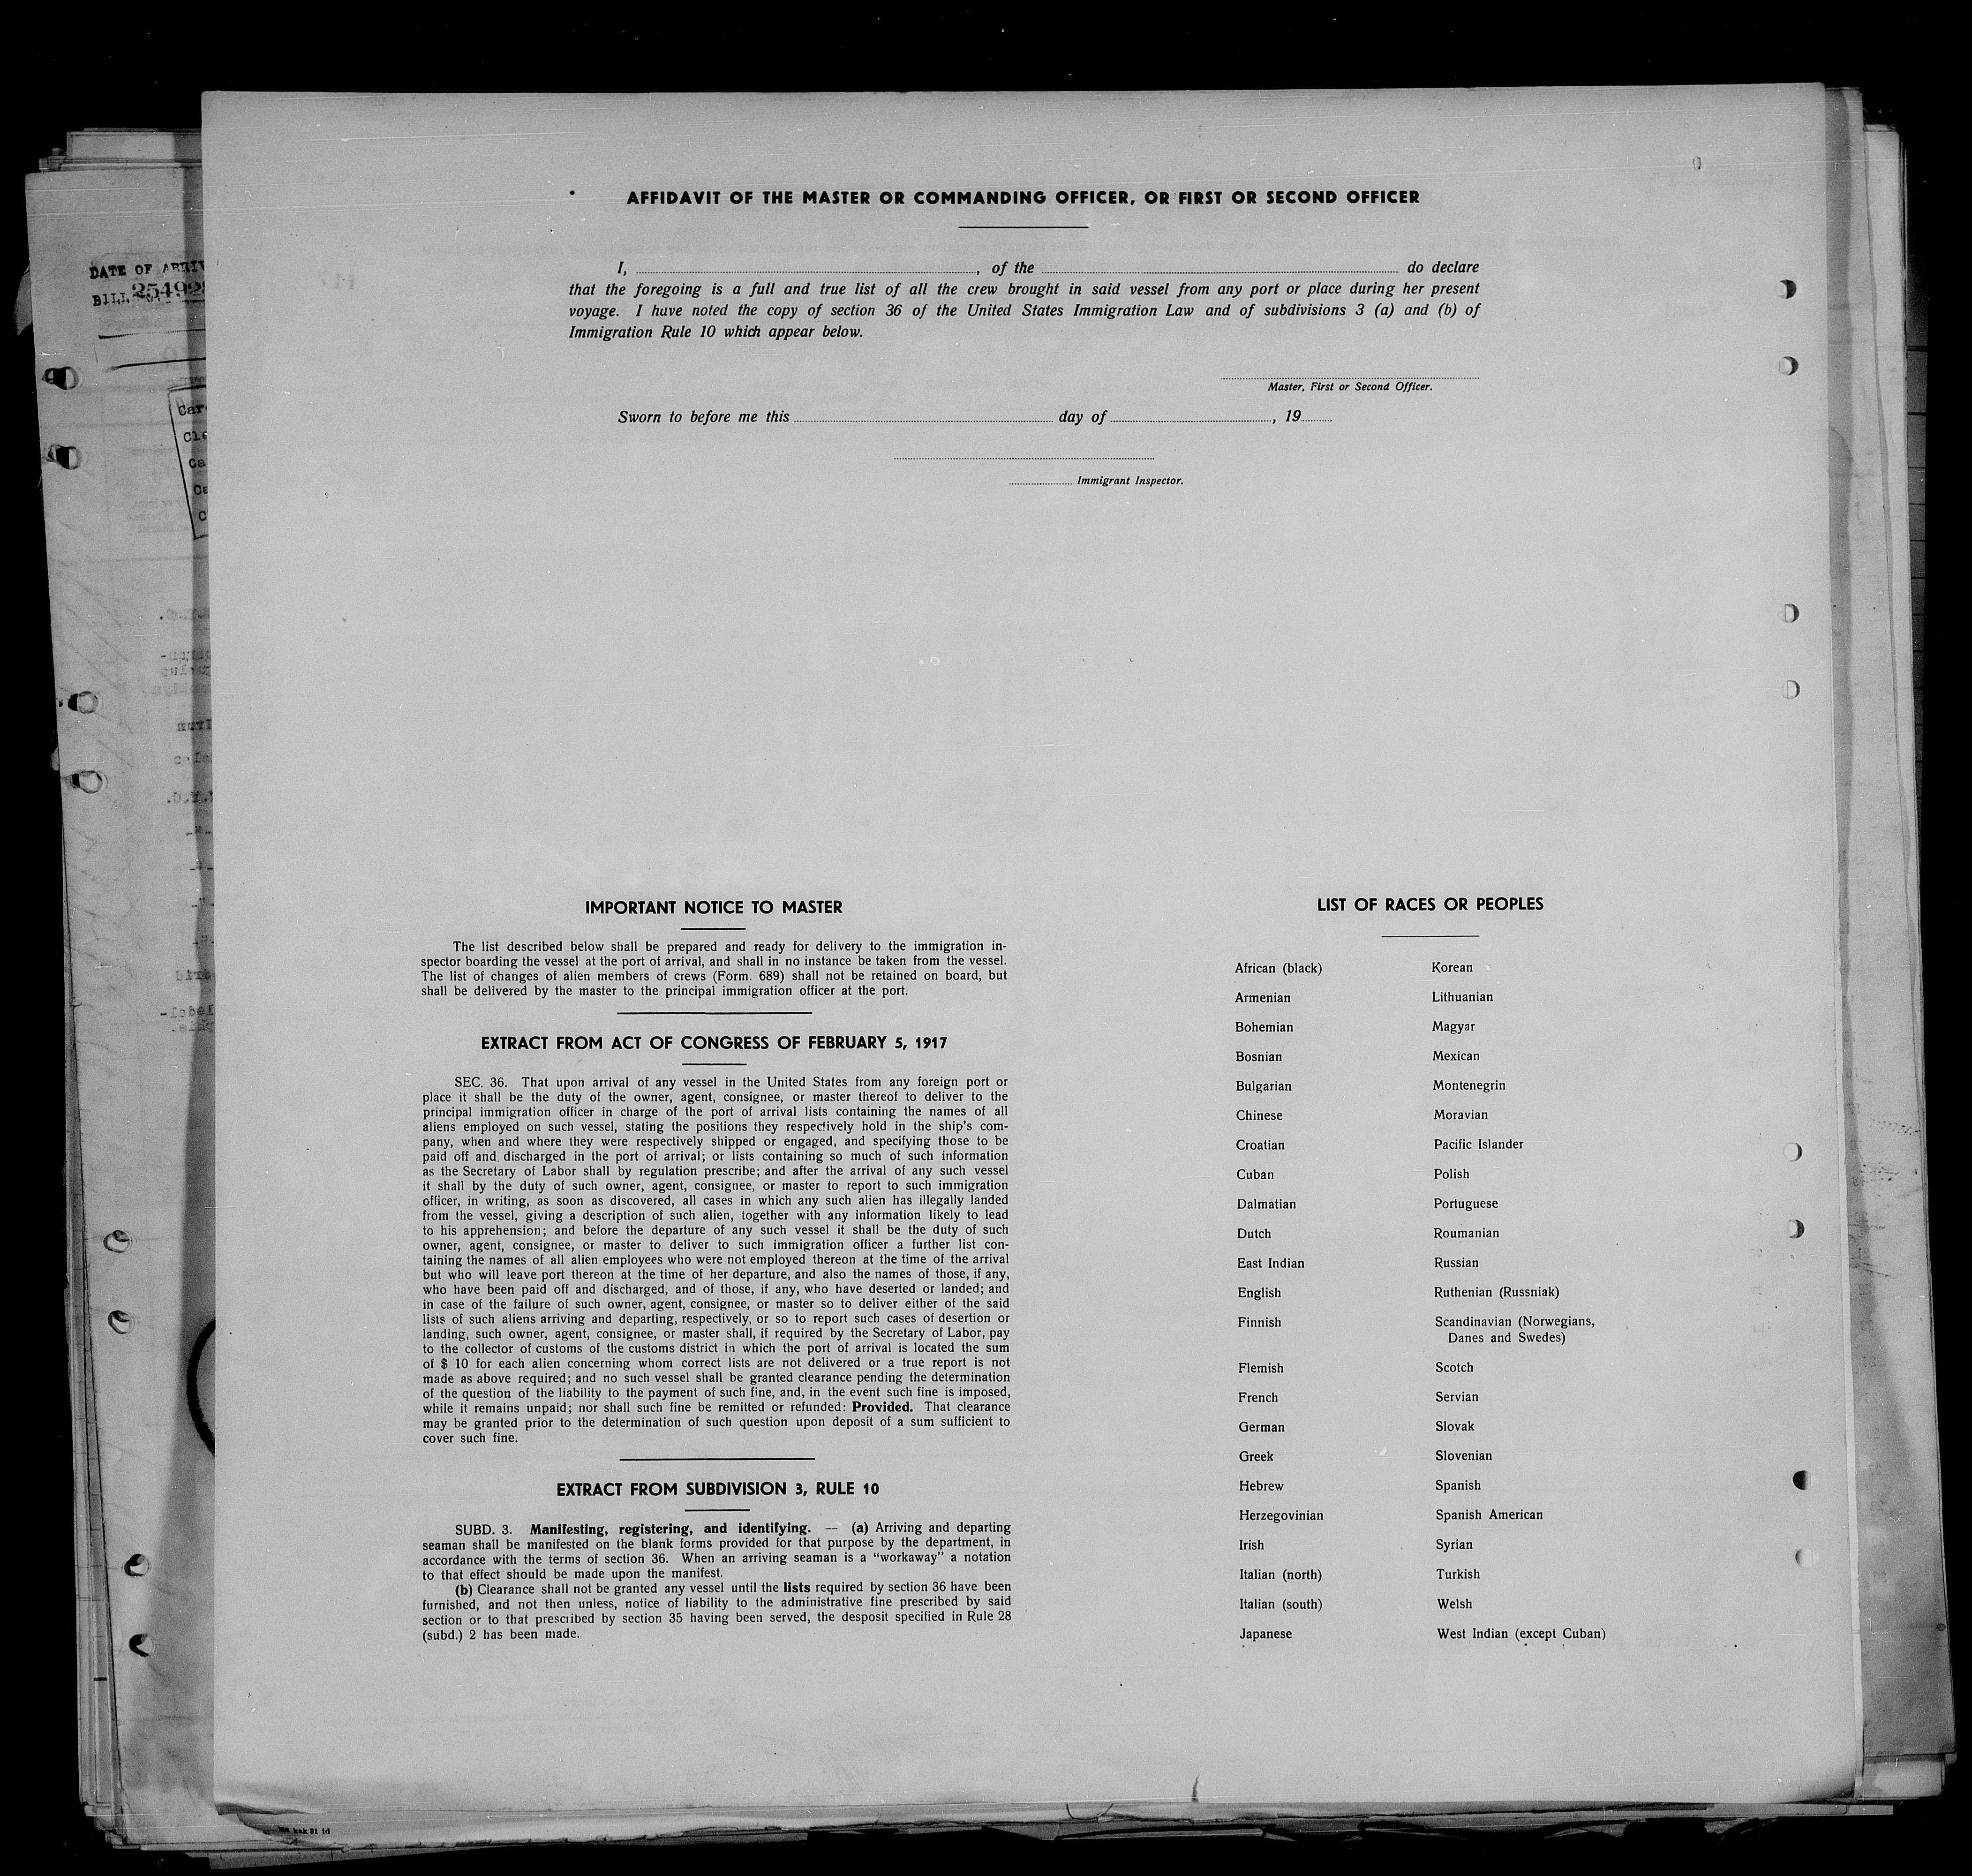 AFFIDAVIT OF THE MASTER OR COMMANDING OFFICER, OR FIRST OR SECOND OFFICER
I, ..., of the ... do declare
that the foregoing is a full and true list of all the crew brought in said vessel from any port or place during her present
voyage. I have noted the copy of section 36 of the United States Immigration Law and of subdivisions 3 (a) and (b) of
Immigration Rule 10 which appear below.
Master, First or Second Officer.
Sworn to before me this ... day of ..., 19...
... Immigrant Inspector.
DATE OF
BILL
IMPORTANT NOTICE TO MASTER
The list described below shall be prepared and ready for delivery to the immigration in-
spector boarding the vessel at the port of arrival, and shall in no instance be taken from the vessel.
The list of changes of alien members of crews (Form. 689) shall not be retained on board, but
shall be delivered by the master to the principal immigration officer at the port.
EXTRACT FROM ACT OF CONGRESS OF FEBRUARY 5, 1917
SEC. 36. That upon arrival of any vessel in the United States from any foreign port or
place it shall be the duty of the owner, agent, consignee, or master thereof to deliver to the
principal immigration officer in charge of the port of arrival lists containing the names of all
aliens employed on such vessel, stating the positions they respectively hold in the ship's com-
pany, when and where they were respectively shipped or engaged, and specifying those to be
paid off and discharged in the port of arrival; or lists containing so much of such information
as the Secretary of Labor shall by regulation prescribe; and after the arrival of any such vessel
it shall by the duty of such owner, agent, consignee, or master to report to such immigration
officer, in writing, as soon as discovered, all cases in which any such alien has illegally landed
from the vessel, giving a description of such alien, together with any information likely to lead
to his apprehension; and before the departure of any such vessel it shall be the duty of such
owner, agent, consignee, or master to deliver to such immigration officer a further list con-
taining the names of all alien employees who were not employed thereon at the time of the arrival
but who will leave port thereon at the time of her departure, and also the names of those, if any,
who have been paid off and discharged, and of those, if any, who have deserted or landed; and
in case of the failure of such owner, agent, consignee, or master so to deliver either of the said
lists of such aliens arriving and departing, respectively, or so to report such cases of desertion or
landing, such owner, agent, consignee, or master shall, if required by the Secretary of Labor, pay
to the collector of customs of the customs district in which the port of arrival is located the sum
of $ 10 for each alien concerning whom correct lists are not delivered or a true report is not
made as above required; and no such vessel shall be granted clearance pending the determination
of the question of the liability to the payment of such fine, and, in the event such fine is imposed,
while it remains unpaid; nor shall such fine be remitted or refunded: Provided. That clearance
may be granted prior to the determination of such question upon deposit of a sum sufficient to
cover such fine.
EXTRACT FROM SUBDIVISION 3, RULE 10
SUBD. 3. Manifesting, registering, and identifying. — (a) Arriving and departing
seaman shall be manifested on the blank forms provided for that purpose by the department, in
accordance with the terms of section 36. When an arriving seaman is a “workaway” a notation
to that effect should be made upon the manifest.
(b) Clearance shall not be granted any vessel until the lists required by section 36 have been
furnished, and not then unless, notice of liability to the administrative fine prescribed by said
section or to that prescribed by section 35 having been served, the desposit specified in Rule 28
(subd.) 2 has been made.
LIST OF RACES OR PEOPLES
African (black)
Armenian
Bohemian
Bosnian
Bulgarian
Chinese
Croatian
Cuban
Dalmatian
Dutch
East Indian
English
Finnish
Flemish
French
German
Greek
Hebrew
Herzegovinian
Irish
Italian (north)
Italian (south)
Japanese
Korean
Lithuanian
Magyar
Mexican
Montenegrin
Moravian
Pacific Islander
Polish
Portuguese
Roumanian
Russian
Ruthenian (Russniak)
Scandinavian (Norwegians,
Danes and Swedes)
Scotch
Servian
Slovak
Slovenian
Spanish
Spanish American
Syrian
Turkish
Welsh
West Indian (except Cuban)